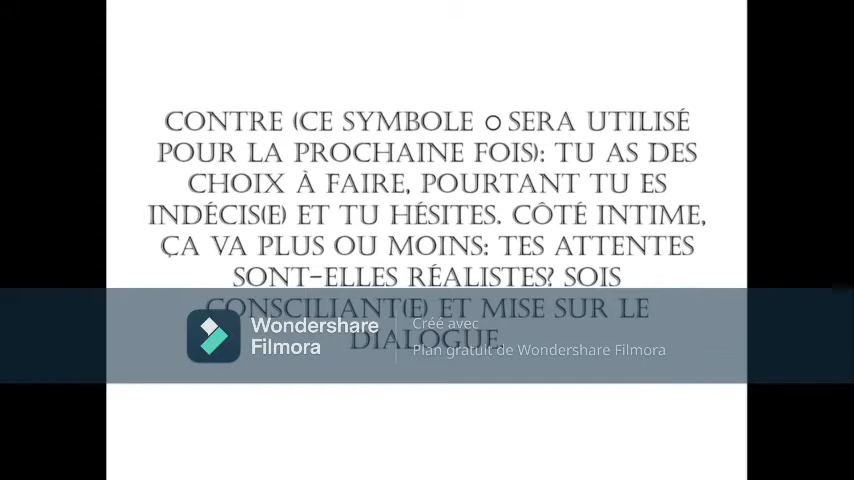 CONTRE (CE SYMBOLE O SERA UTILISÉ
POUR LA PROCHAINE FOIS): TU AS DES
CHOIX À FAIRE, POURTANT TU ES
INDÉCIS(E) ET TU HÉSITES. CÔTÉ INTIME,
ÇA VA PLUS OU MOINS: TES ATTENTES
SONT-ELLES RÉALISTES? SOIS
CONSCILIANT(E) ET MISE SUR LE
DIALOGUE.
Wondershare
Filmora
Créé avec
Plan gratuit de Wondershare Filmora